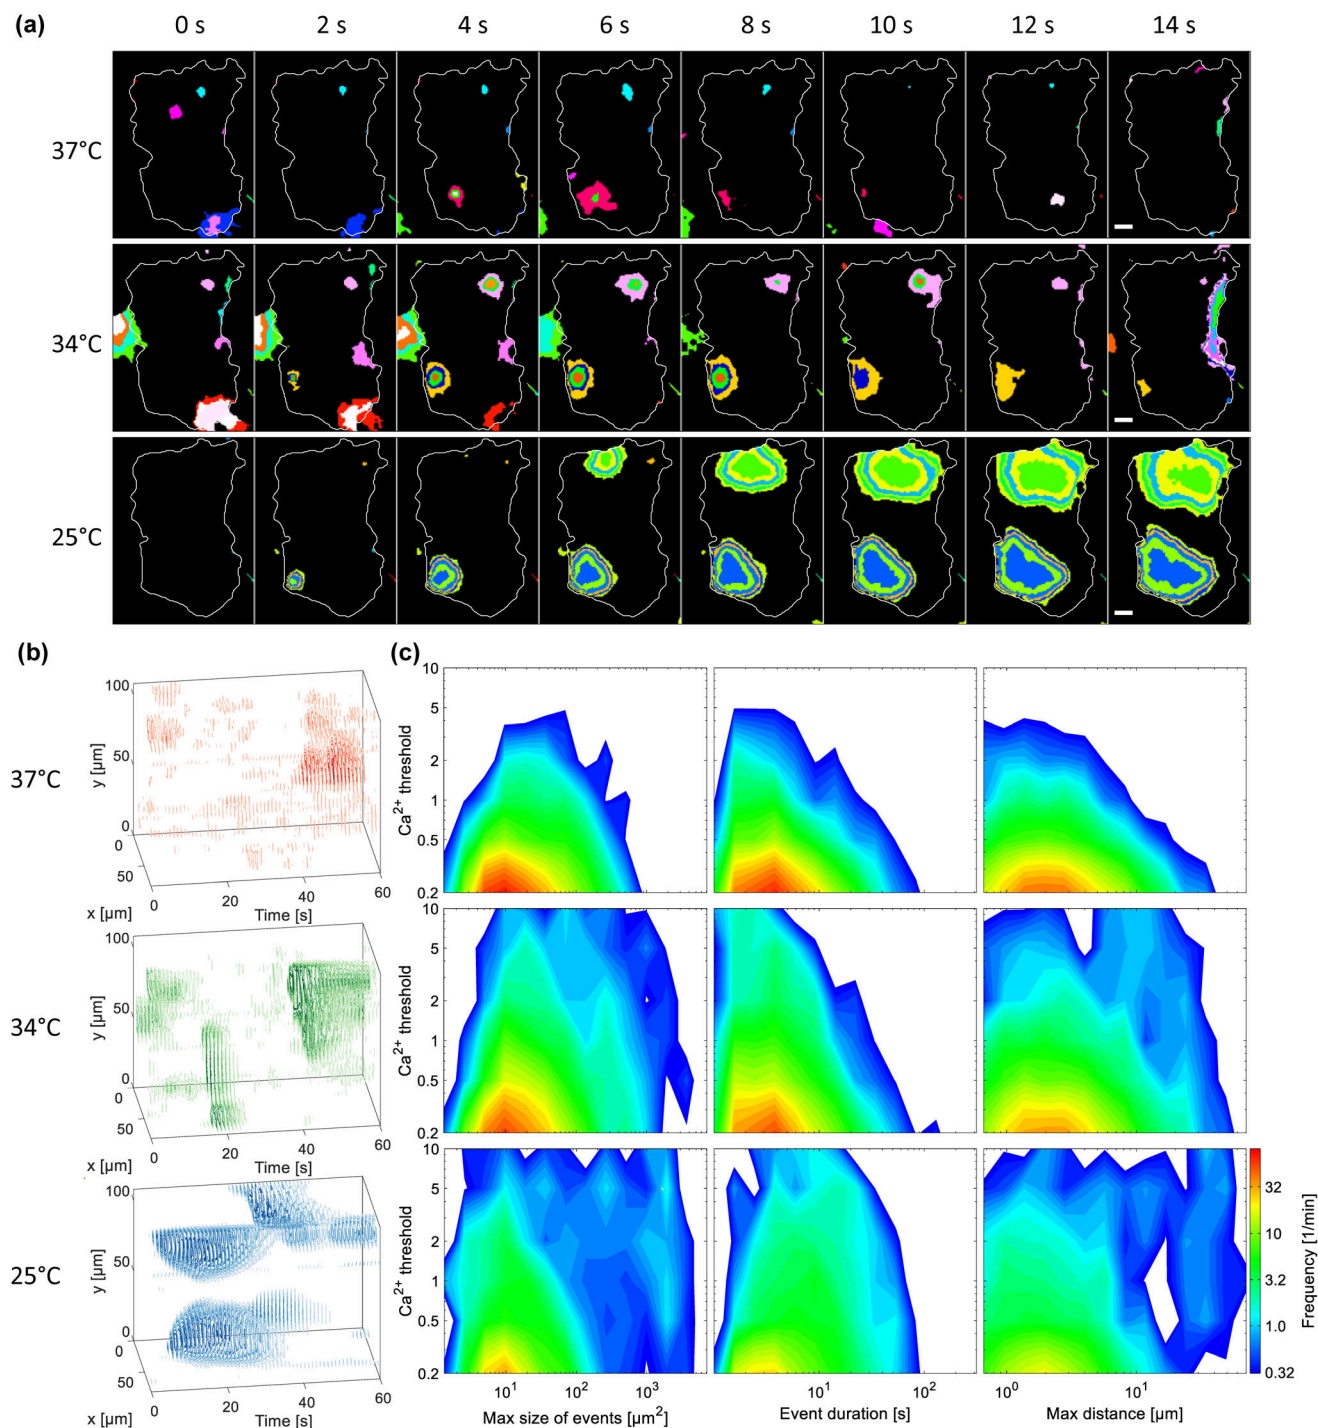 (a) 0 s 2 s 4 s 6 s 8 s 10 s 12 s 14 s
37°C
34°C
25°C
(b) (c)
37°C
100
50
0
y [µm]
0
50
x [µm]
0 20 40 60
Time [s]
10
5
2
1
0.5
0.2
Ca²⁺ threshold
34°C
100
50
0
y [µm]
0
50
x [µm]
0 20 40 60
Time [s]
10
5
2
1
0.5
0.2
Ca²⁺ threshold
25°C
100
50
0
y [µm]
0
50
x [µm]
0 20 40 60
Time [s]
10
5
2
1
0.5
0.2
Ca²⁺ threshold
10¹ 10² 10³
Max size of events [µm²]
10¹ 10²
Event duration [s]
10⁰ 10¹
Max distance [µm]
32
10
3.2
1.0
0.32
Frequency [1/min]